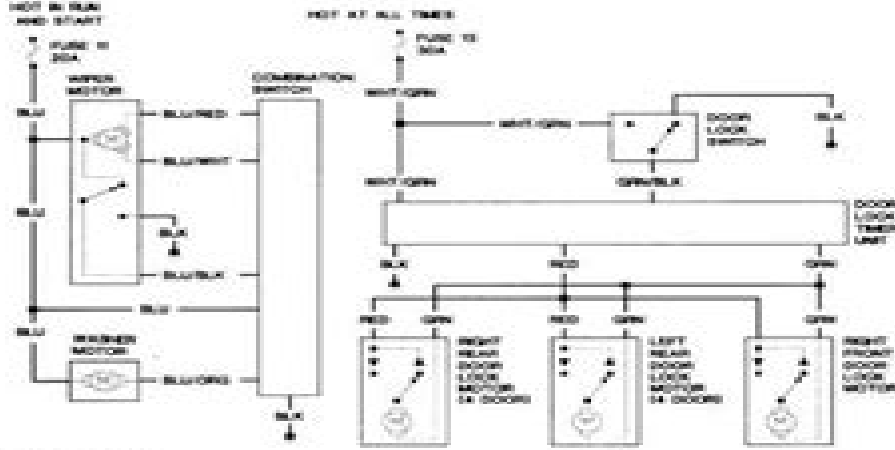 HOT IN RUN
AND START
FUSE 11
20A
WIPER
MOTOR
COMBINATION
SWITCH
BLU
BLU/RED
BLU/WHT
BLU
BLK
BLU/BLK
BLU
BLU
WASHER
MOTOR
BLU/ORG
BLK
HOT AT ALL TIMES
30A
WHT/GRN
WHT/GRN
DOOR
LOCK
SWITCH
BLK
WHT/GRN
GRN/BLK
DOOR
LOCK
TIMER
UNIT
BLK
RED
GRN
RED
GRN
RED
GRN
GRN
RIGHT
REAR
DOOR
LOCK
MOTOR
(4 DOOR)
LEFT
REAR
DOOR
LOCK
MOTOR
(4 DOOR)
RIGHT
FRONT
DOOR
LOCK
MOTOR